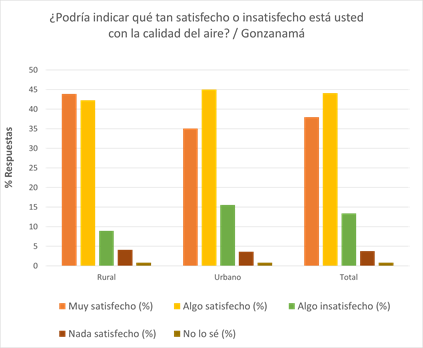 ¿Podría indicar qué tan satisfecho o insatisfecho está usted
con la calidad del aire? / Gonzanamá
50
45
40
35
30
25
20
15
10
5
0
% Respuestas
Rural Urbano Total
Muy satisfecho (%) Algo satisfecho (%) Algo insatisfecho (%)
Nada satisfecho (%) No lo sé (%)